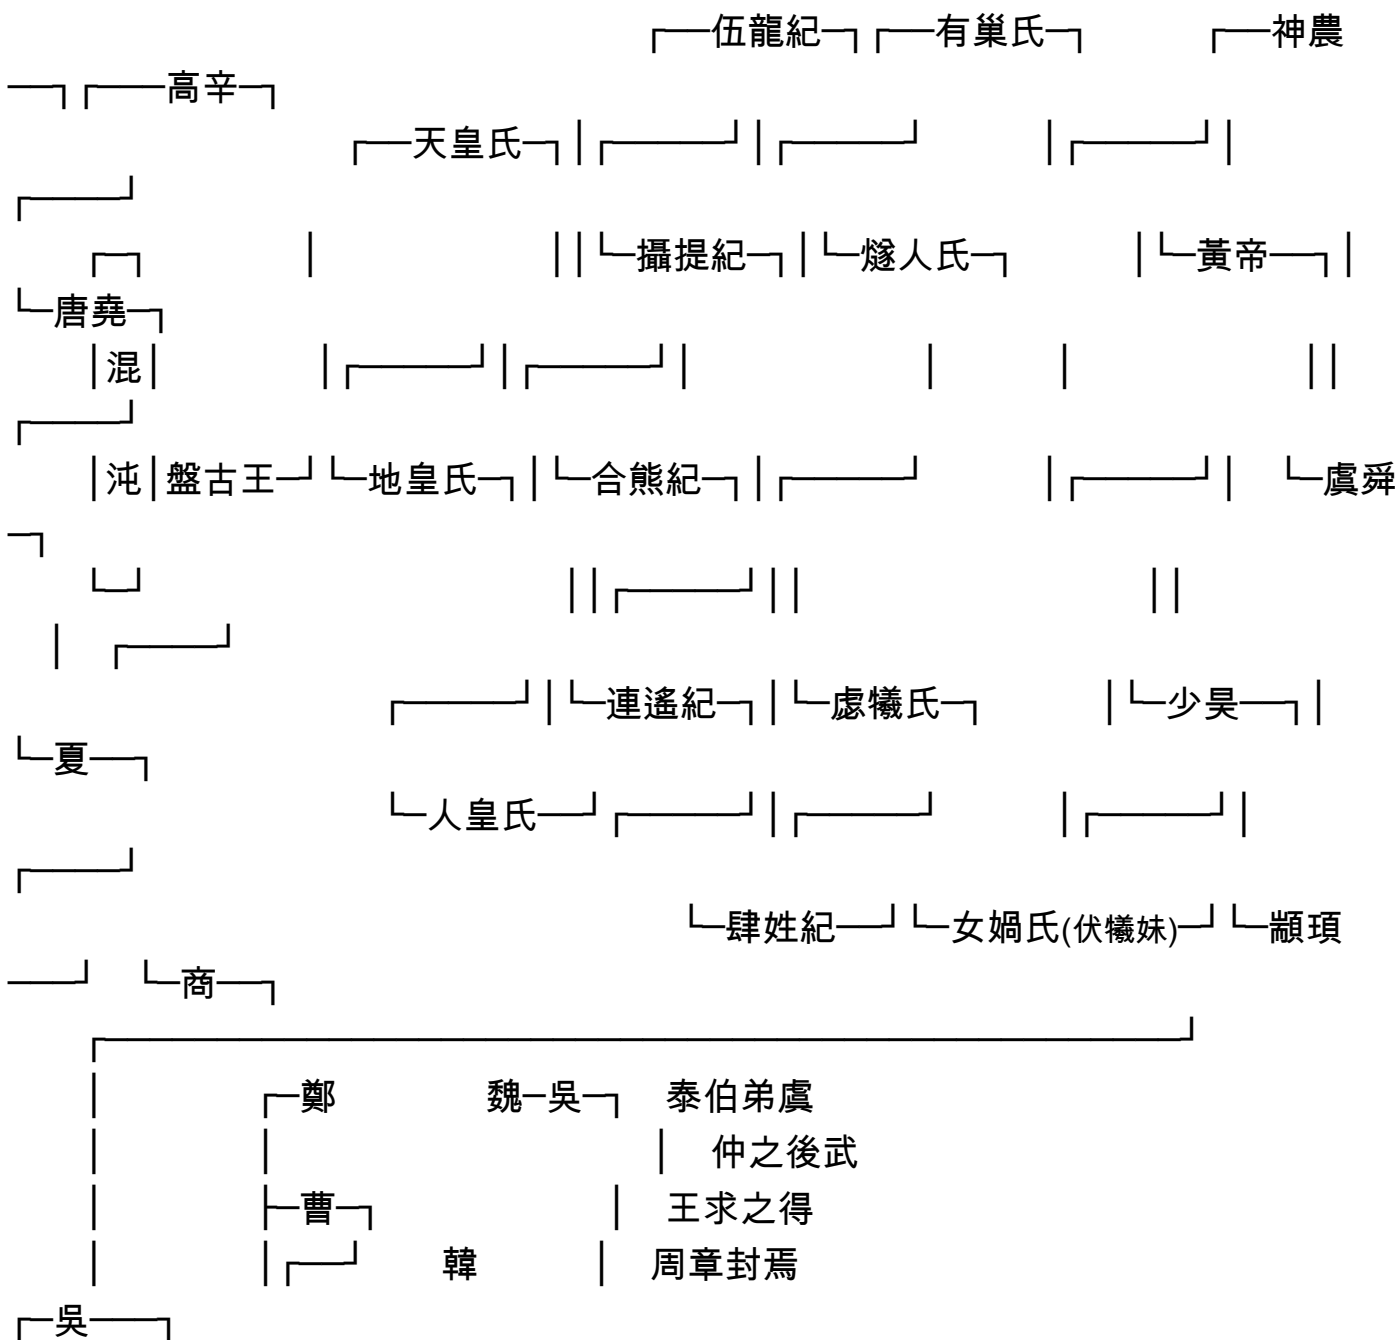 ┌──伍龍紀─┐┌──有巢氏─┐ ┌──神農
──┐┌───高辛─┐
┌──天皇氏─┐│┌────┘│┌────┘ │┌────┘│
┌────┘
┌─┐ │ ││└─攝提紀─┐│└─燧人氏─┐ │└─黃帝──┐│
└─唐堯─┐
│混│ │┌────┘│┌────┘│ │ │ ││
┌────┘
│沌│盤古王─┘└─地皇氏─┐│└─合熊紀─┐│┌────┘ │┌────┘│ └─虞舜
─┐
└─┘ ││┌────┘││ ││
│ ┌────┘
┌────┘│└─連遙紀─┐│└─虙犧氏─┐ │└─少昊──┐│
└─夏──┐
└─人皇氏──┘┌────┘│┌────┘ │┌────┘│
┌────┘
└─肆姓紀──┘└─女媧氏(伏犧妹)─┘└─顓頊
───┘ └─商──┐
┌───────────────────────────────┘
│ ┌─鄭 魏─吳─┐ 泰伯弟虞
│ │ │ 仲之後武
│ ├─曹─┐ │ 王求之得
│ │┌──┘ 韓 │ 周章封焉
┌─吳───┐